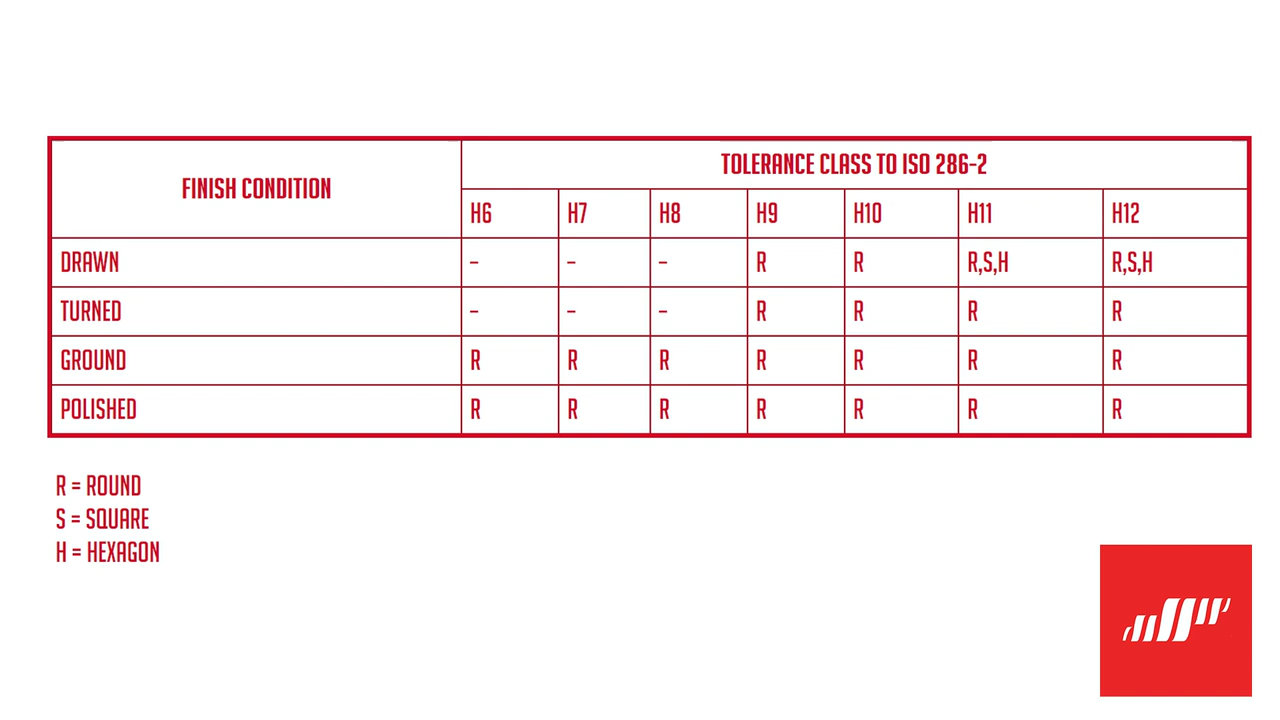 FINISH CONDITION
TOLERANCE CLASS TO ISO 286-2
H6 H7 H8 H9 H10 H11 H12
DRAWN – – – R R R,S,H R,S,H
TURNED – – – R R R R
GROUND R R R R R R R
POLISHED R R R R R R R
R = ROUND
S = SQUARE
H = HEXAGON